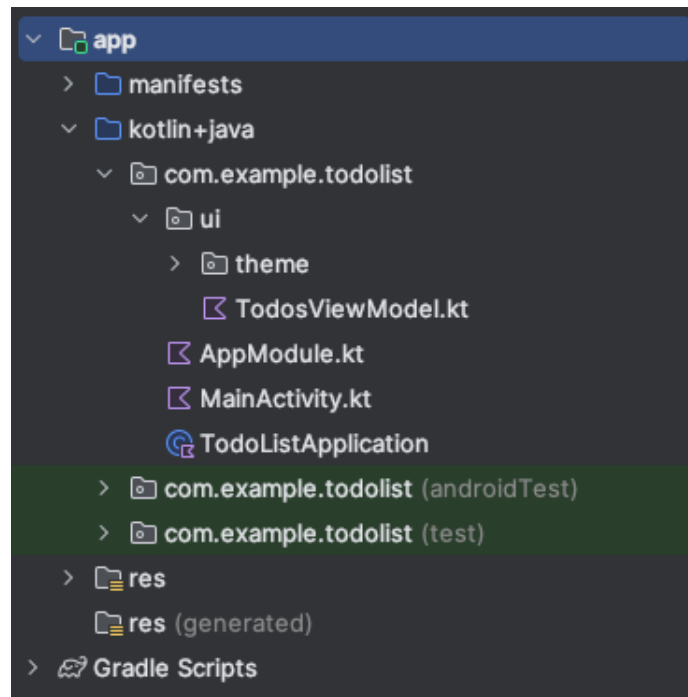 app
manifests
kotlin+java
com.example.todolist
ui
theme
TodosViewModel.kt
AppModule.kt
MainActivity.kt
TodoListApplication
com.example.todolist (androidTest)
com.example.todolist (test)
res
res (generated)
Gradle Scripts